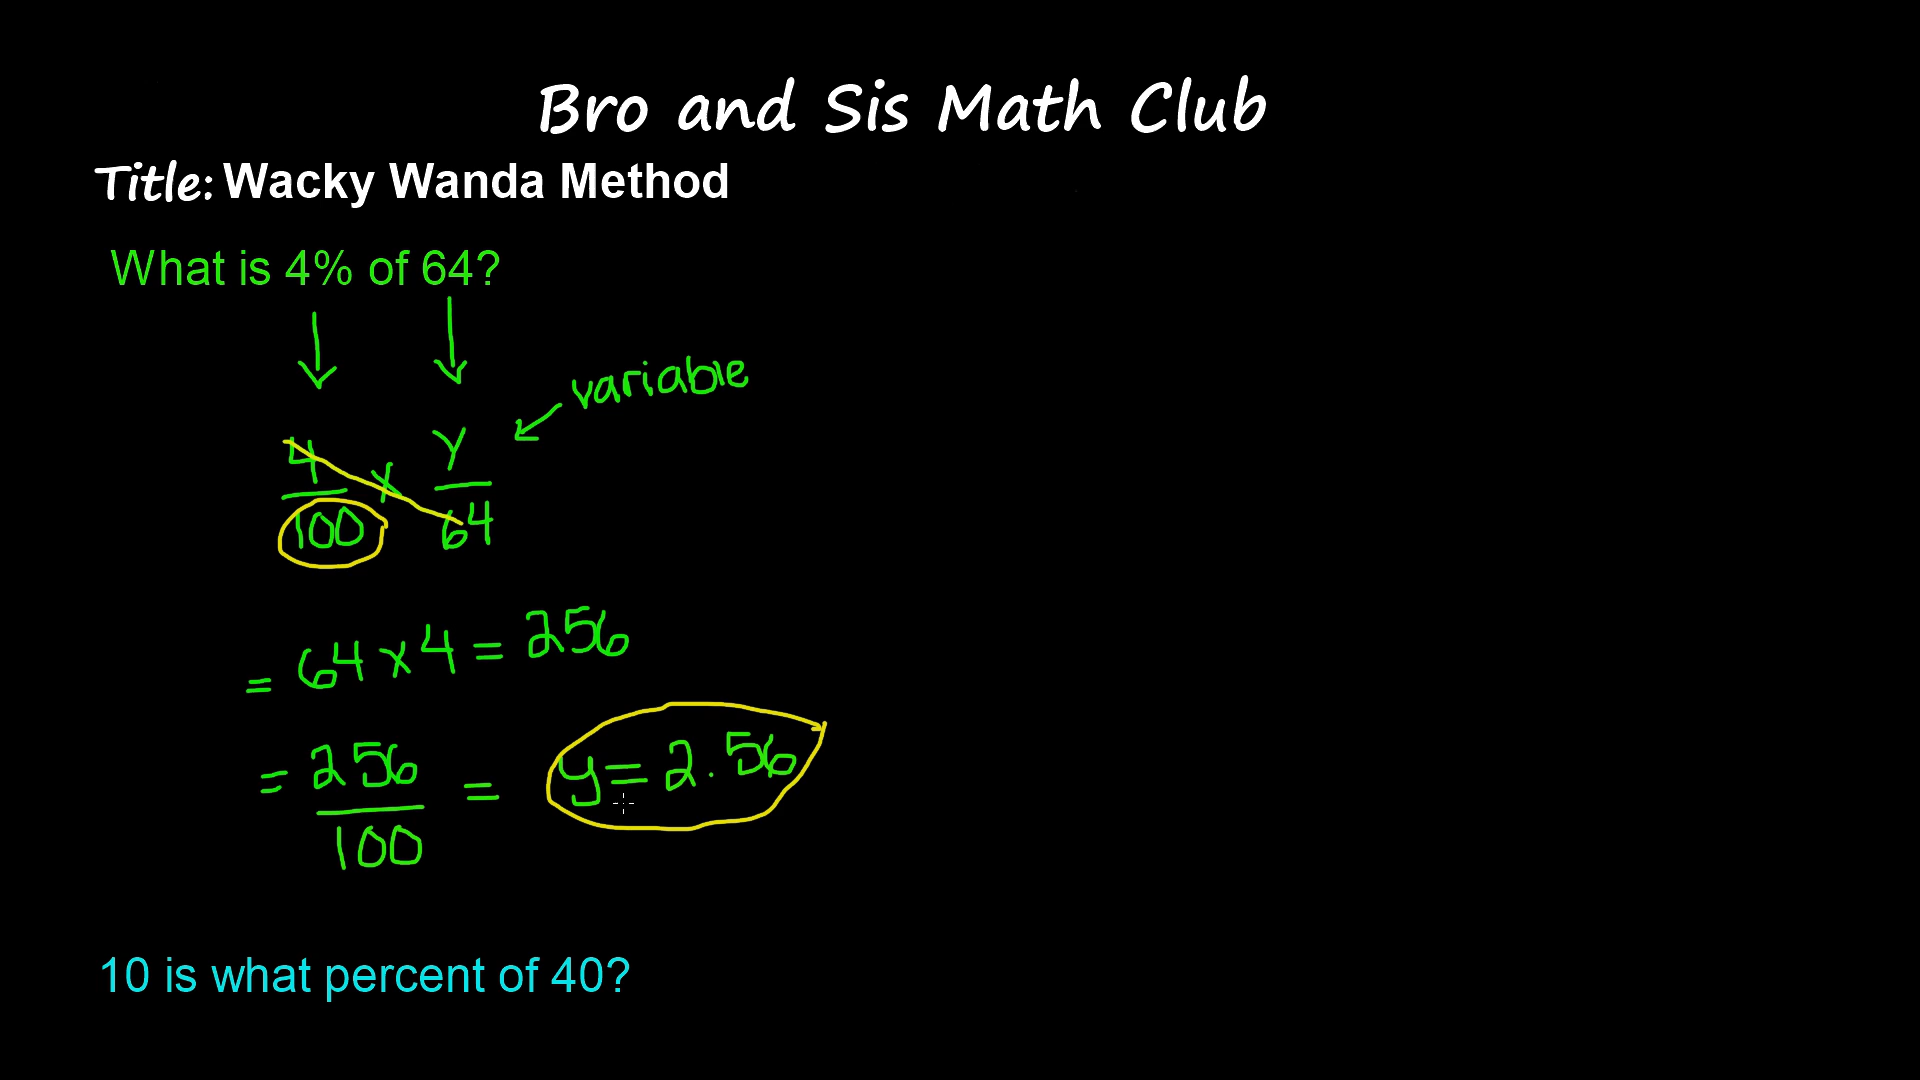 Bro and Sis Math Club
Title: Wacky Wanda Method
What is 4% of 64?
variable
4 x y
100 64
= 64 x 4 = 256
= 256 = y = 2.56
100
10 is what percent of 40?